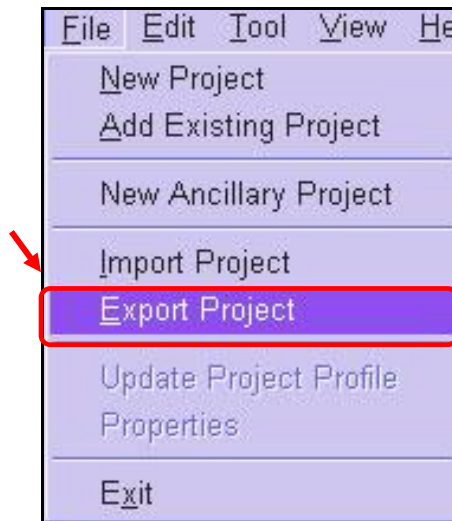 File Edit Tool View He
New Project
Add Existing Project
New Ancillary Project
Import Project
Export Project
Update Project Profile
Properties
Exit